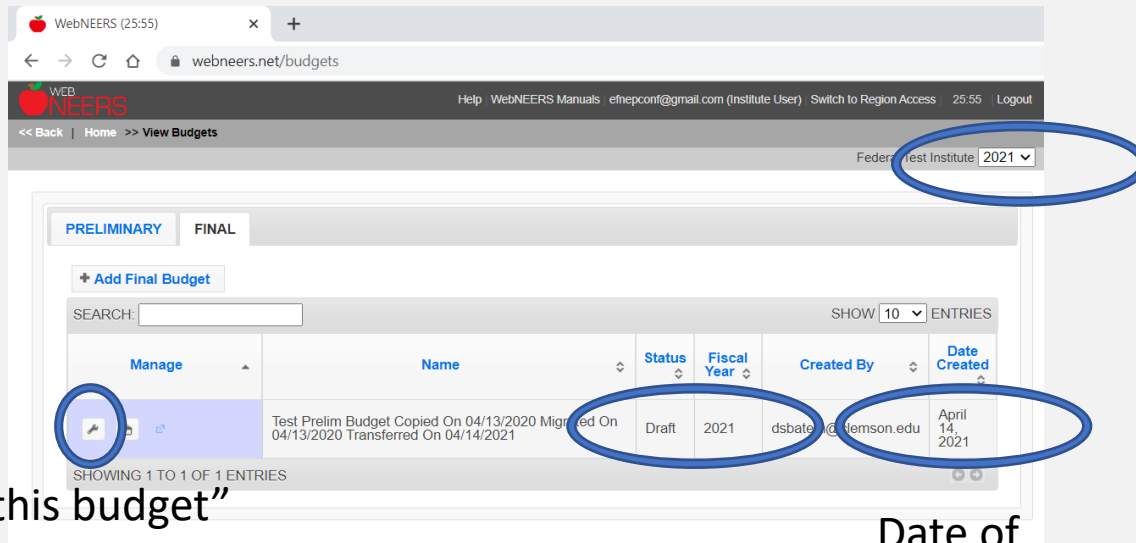 WebNEERS (25:55)
webneers.net/budgets
WEB
NEERS
Help | WebNEERS Manuals | efnepconf@gmail.com (Institute User) | Switch to Region Access | 25:55 | Logout
<< Back | Home >> View Budgets
Test Institute 2021
PRELIMINARY FINAL
+ Add Final Budget
SEARCH: SHOW 10 ENTRIES
Manage Name Status Fiscal Year Created By Date Created
Test Prelim Budget Copied On 04/13/2020 Migrated On
04/13/2020 Transferred On 04/14/2021
Draft 2021
April
14,
2021
SHOWING 1 TO 1 OF 1 ENTRIES
this budget”
Date of